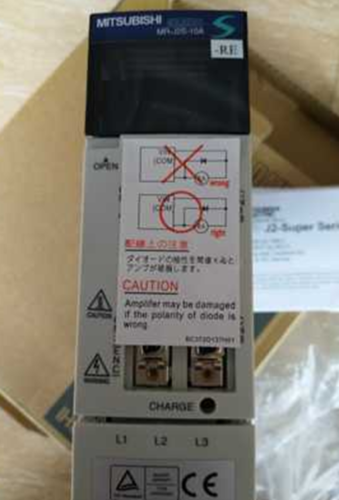 MITSUBISHI
MR-J2S-10A
-RE
OPEN
(COM
wrong
(COM
right
配線上の注意
ダイオードの極性を間違えると
アンプが破損します。
CAUTION
Amplifer may be damaged
if the polarity of diode is
wrong.
J2-Super Seri
CAUTION
WARNING
CHARGE
L1 L2 L3
TUV
CE